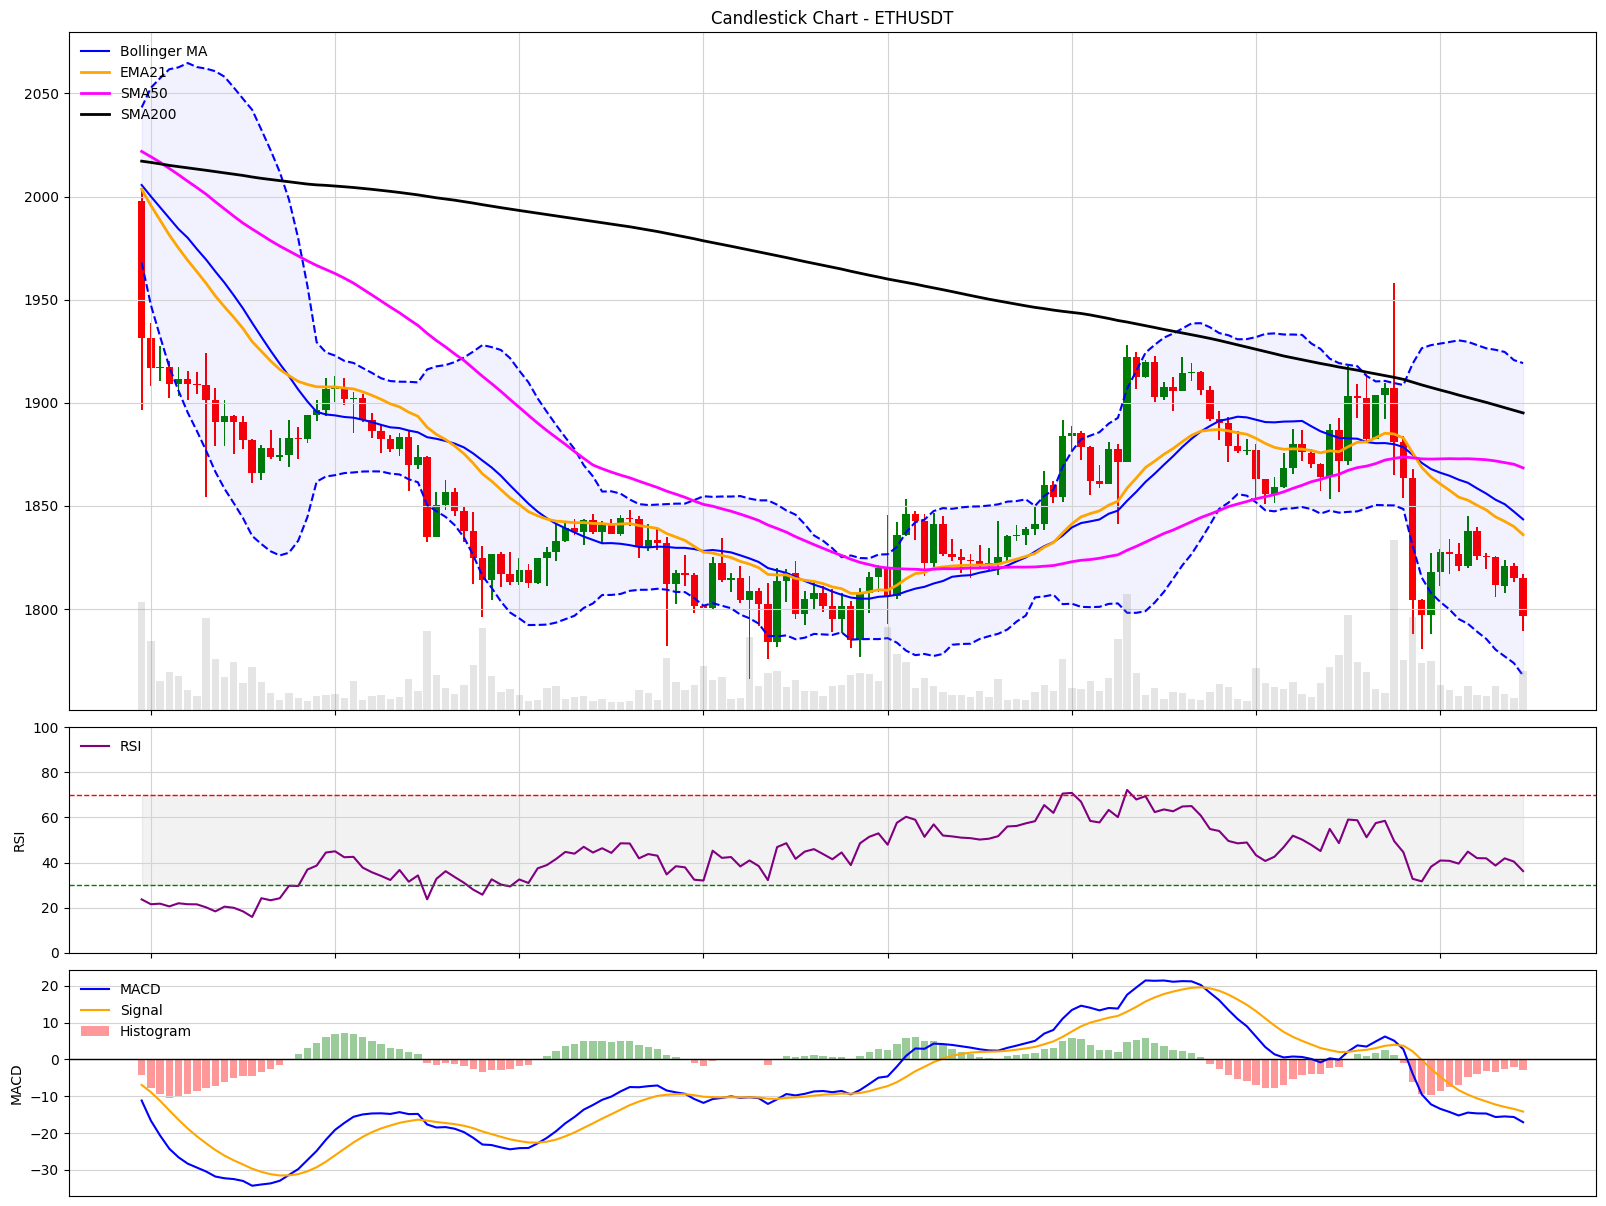 Candlestick Chart - ETHUSDT
Bollinger MA
EMA21
SMA50
SMA200
2050
2000
1950
1900
1850
1800
RSI
100
80
60
40
20
0
RSI
MACD
Signal
Histogram
20
10
0
−10
−20
−30
MACD